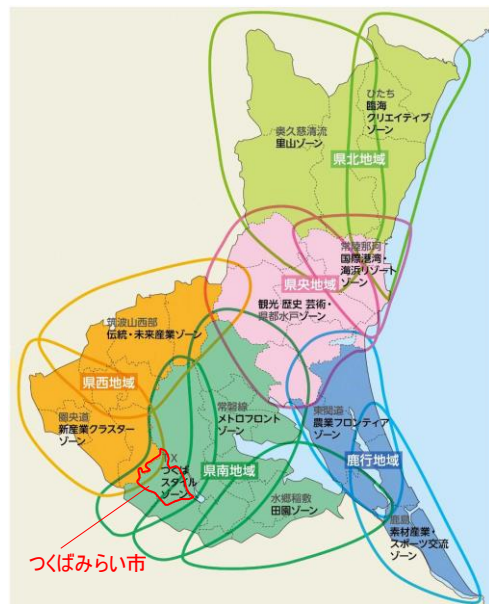 ひたち
臨海
クリエイティブ
ゾーン
奥久慈清流
里山ゾーン
県北地域
常陸那珂
国際港湾・
海浜リゾート
ゾーン
県央地域
観光 歴史 芸術・
県都水戸ゾーン
筑波山西部
伝統・未来産業ゾーン
県西地域
圏央道
新産業クラスター
ゾーン
常磐線
メトロフロント
ゾーン
東関道
農業フロンティア
ゾーン
TX
つくば
スタイル
ゾーン
県南地域
鹿行地域
水郷稲敷
田園ゾーン
鹿島
素材産業・
スポーツ交流
ゾーン
つくばみらい市